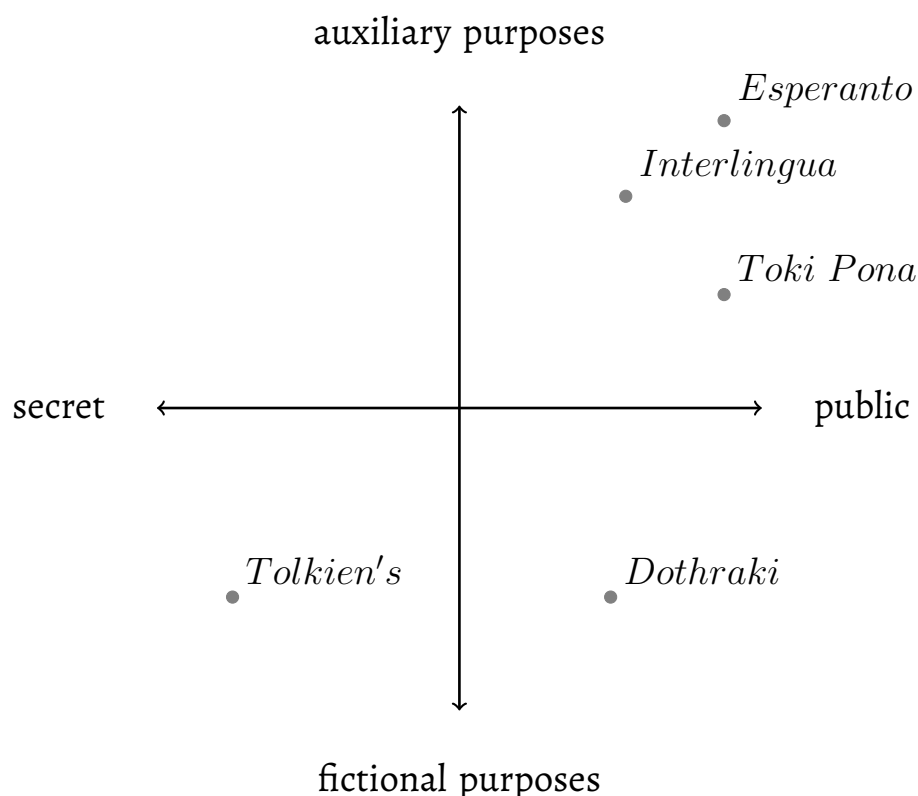 auxiliary purposes
Esperanto
Interlingua
Toki Pona
secret
public
Tolkien's
Dothraki
fictional purposes